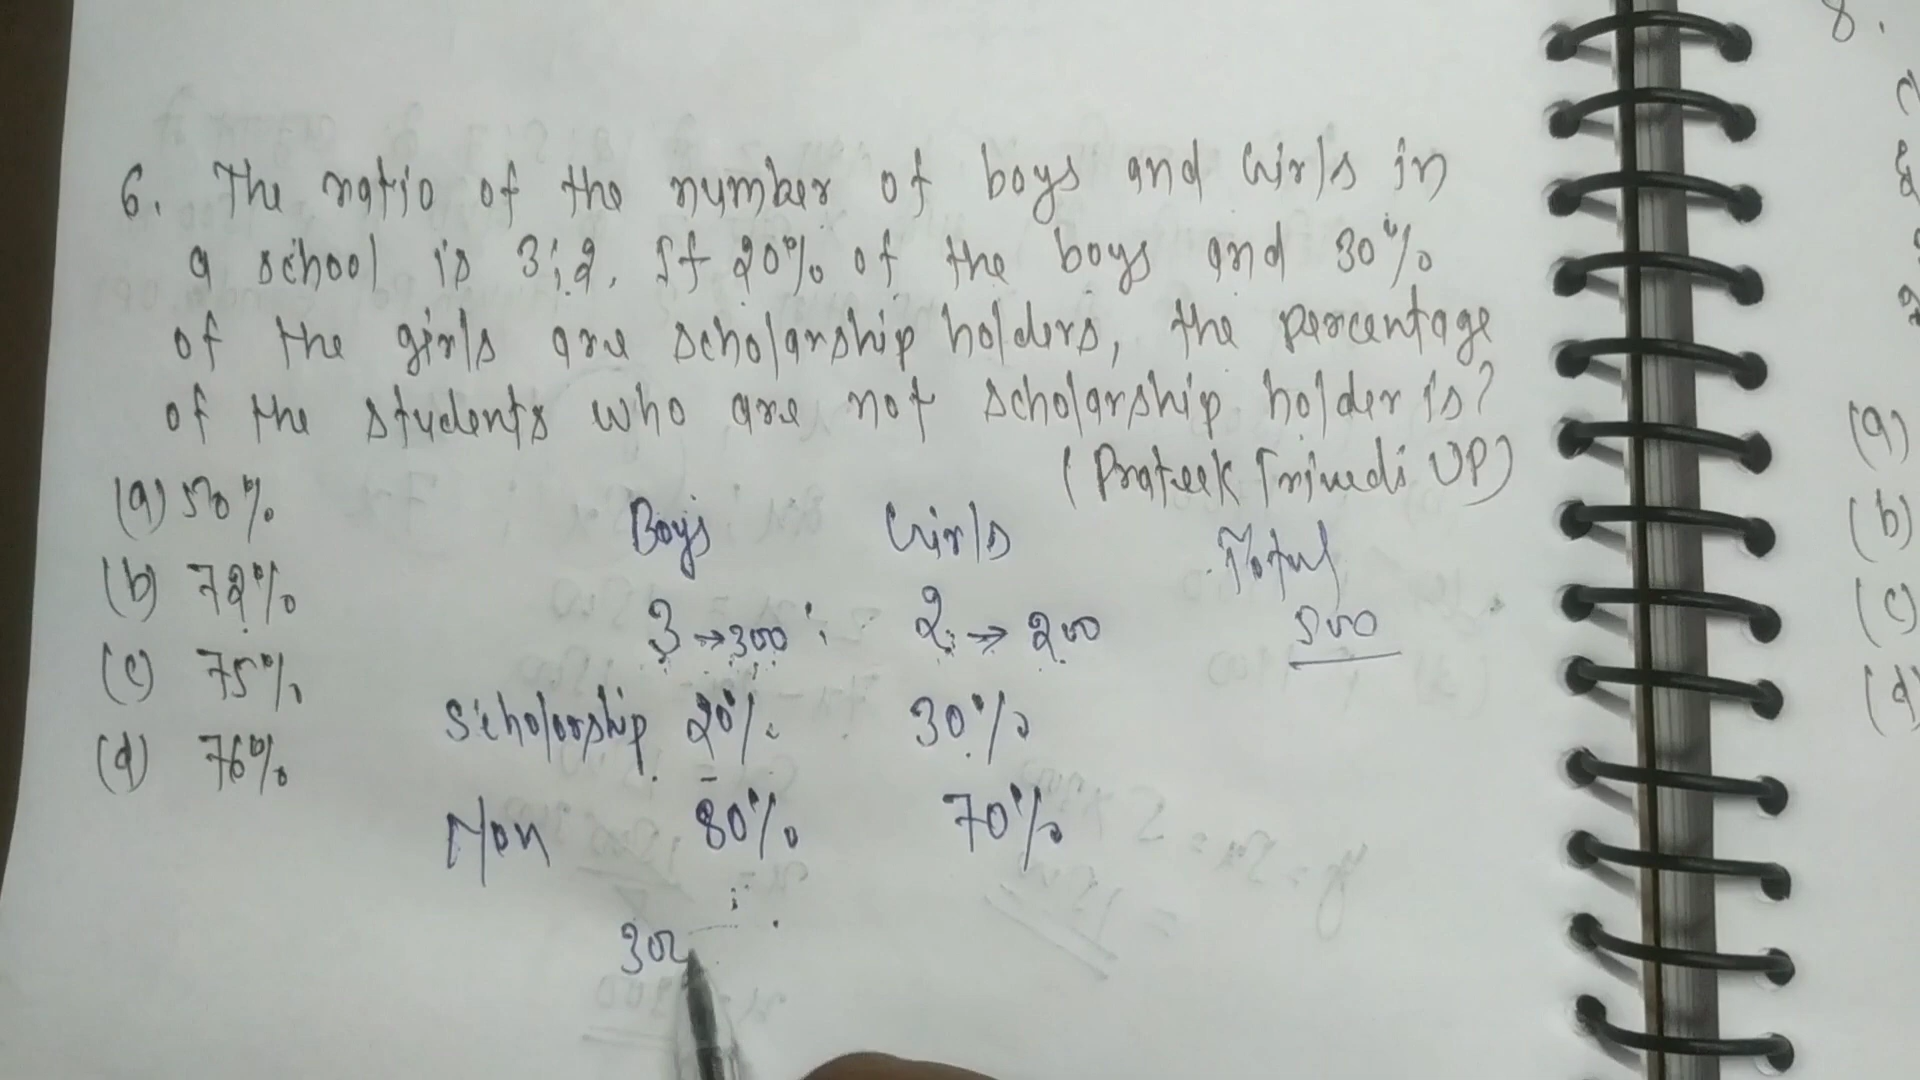 6. The ratio of the number of boys and Girls in
a school is 3:2. If 20% of the boys and 30%
of the girls are scholarship holders, the percentage
of the students who are not scholarship holder is?
(Prateek Trivedi UP)
(a) 50%
(b) 72%
(c) 75%
(d) 76%
Boys Girls Total
3 → 300 : 2 → 200 500
Scholorship 20% 30%
Non 80% 70%
300
8.
(a)
(b)
(c)
(d)